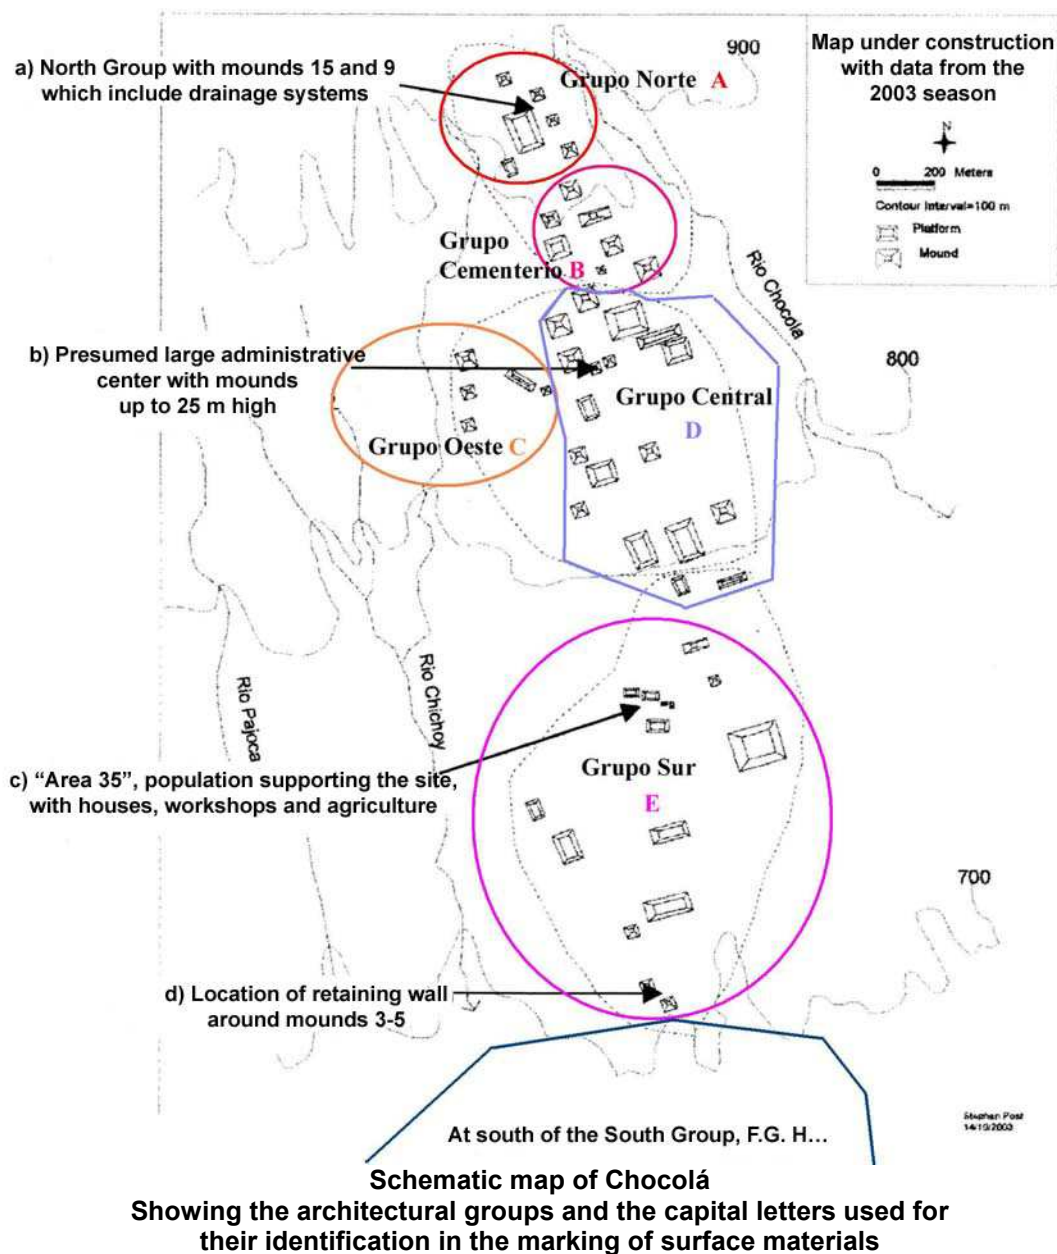 a) North Group with mounds 15 and 9
which include drainage systems
Grupo Norte A
900
Map under construction
with data from the
2003 season
N
0 200 Meters
Contour Interval=100 m
Platform
Mound
Grupo
Cementerio B
Rio Chocola
b) Presumed large administrative
center with mounds
up to 25 m high
800
Grupo Central
D
Grupo Oeste C
Rio Pajoca
Rio Chichoy
c) “Area 35”, population supporting the site,
with houses, workshops and agriculture
Grupo Sur
E
700
d) Location of retaining wall
around mounds 3-5
Stephen Post
14/10/2003
At south of the South Group, F.G. H…
Schematic map of Chocolá
Showing the architectural groups and the capital letters used for
their identification in the marking of surface materials